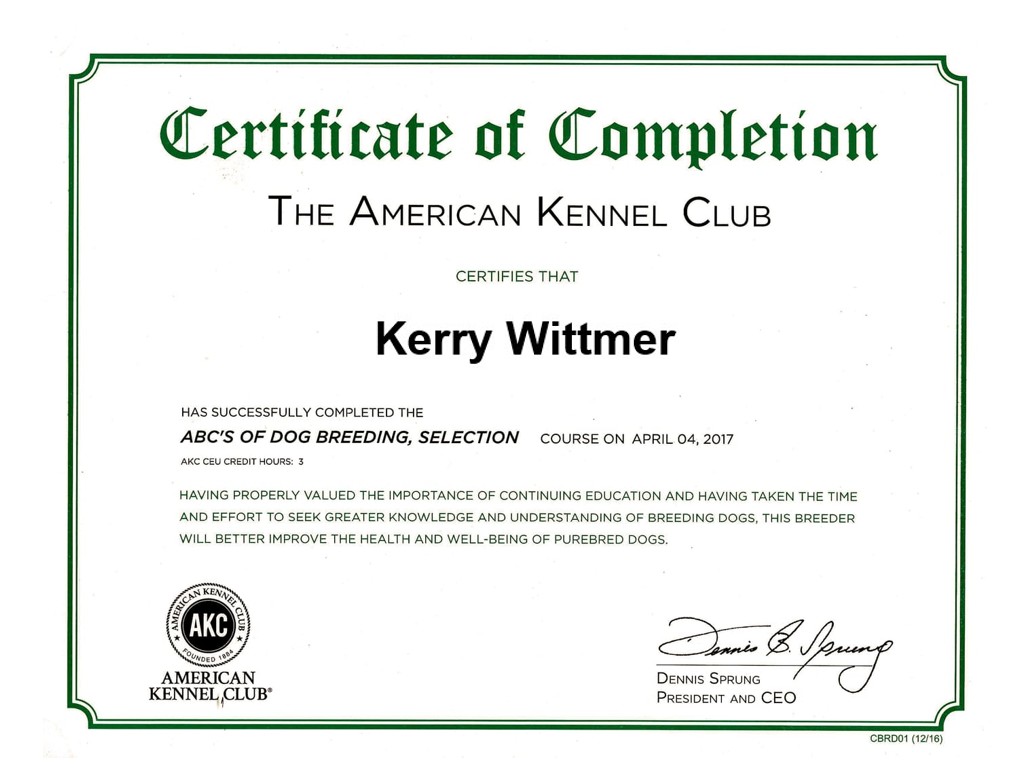 Certificate of Completion
THE AMERICAN KENNEL CLUB
CERTIFIES THAT
Kerry Wittmer
HAS SUCCESSFULLY COMPLETED THE
ABC'S OF DOG BREEDING, SELECTION COURSE ON APRIL 04, 2017
AKC CEU CREDIT HOURS: 3
HAVING PROPERLY VALUED THE IMPORTANCE OF CONTINUING EDUCATION AND HAVING TAKEN THE TIME
AND EFFORT TO SEEK GREATER KNOWLEDGE AND UNDERSTANDING OF BREEDING DOGS, THIS BREEDER
WILL BETTER IMPROVE THE HEALTH AND WELL-BEING OF PUREBRED DOGS.
AMERICAN KENNEL CLUB
AKC
FOUNDED 1884
AMERICAN
KENNEL CLUB®
Dennis B. Sprung
DENNIS SPRUNG
PRESIDENT AND CEO
CBRD01 (12/16)